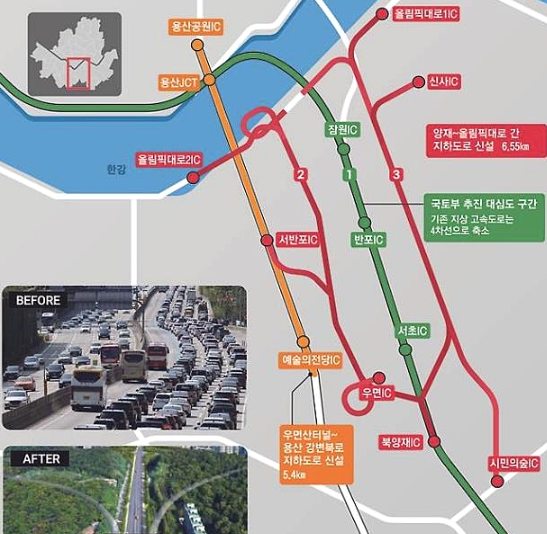 올림픽대로1IC
용산공원IC
신사IC
용산JCT
잠원IC
양재~올림픽대로 간
지하도로 신설 6,55km
한강
올림픽대로2IC
2
1
3
국토부 추진 대심도 구간
기존 지상 고속도로는
4차선으로 축소
서반포IC
반포IC
BEFORE
서초IC
예술의전당IC
우면IC
우면산터널~
용산 강변북로
지하도로 신설
5.4km
북양재IC
AFTER
시민의숲IC